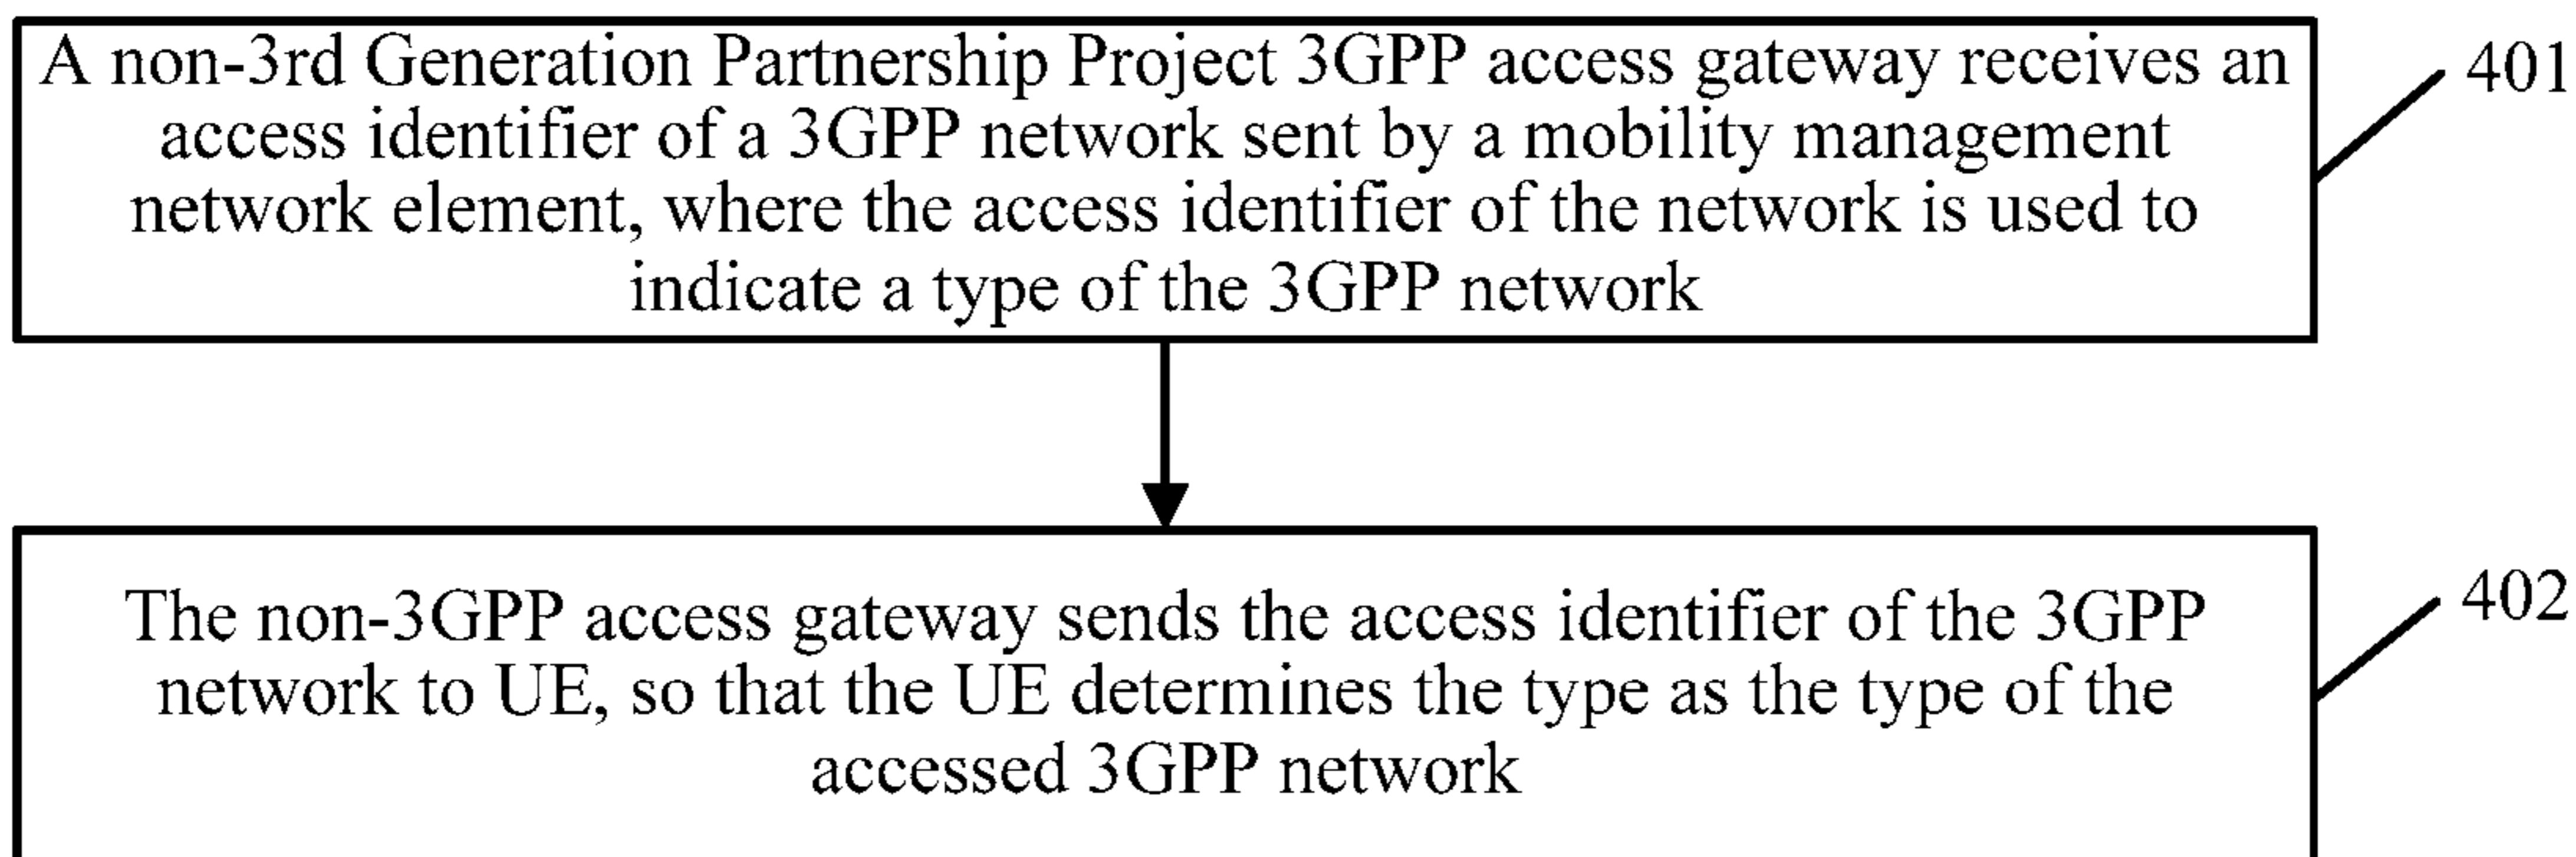 A non-3rd Generation Partnership Project 3GPP access gateway receives an
access identifier of a 3GPP network sent by a mobility management
network element, where the access identifier of the network is used to
indicate a type of the 3GPP network
401
The non-3GPP access gateway sends the access identifier of the 3GPP
network to UE, so that the UE determines the type as the type of the
accessed 3GPP network
402